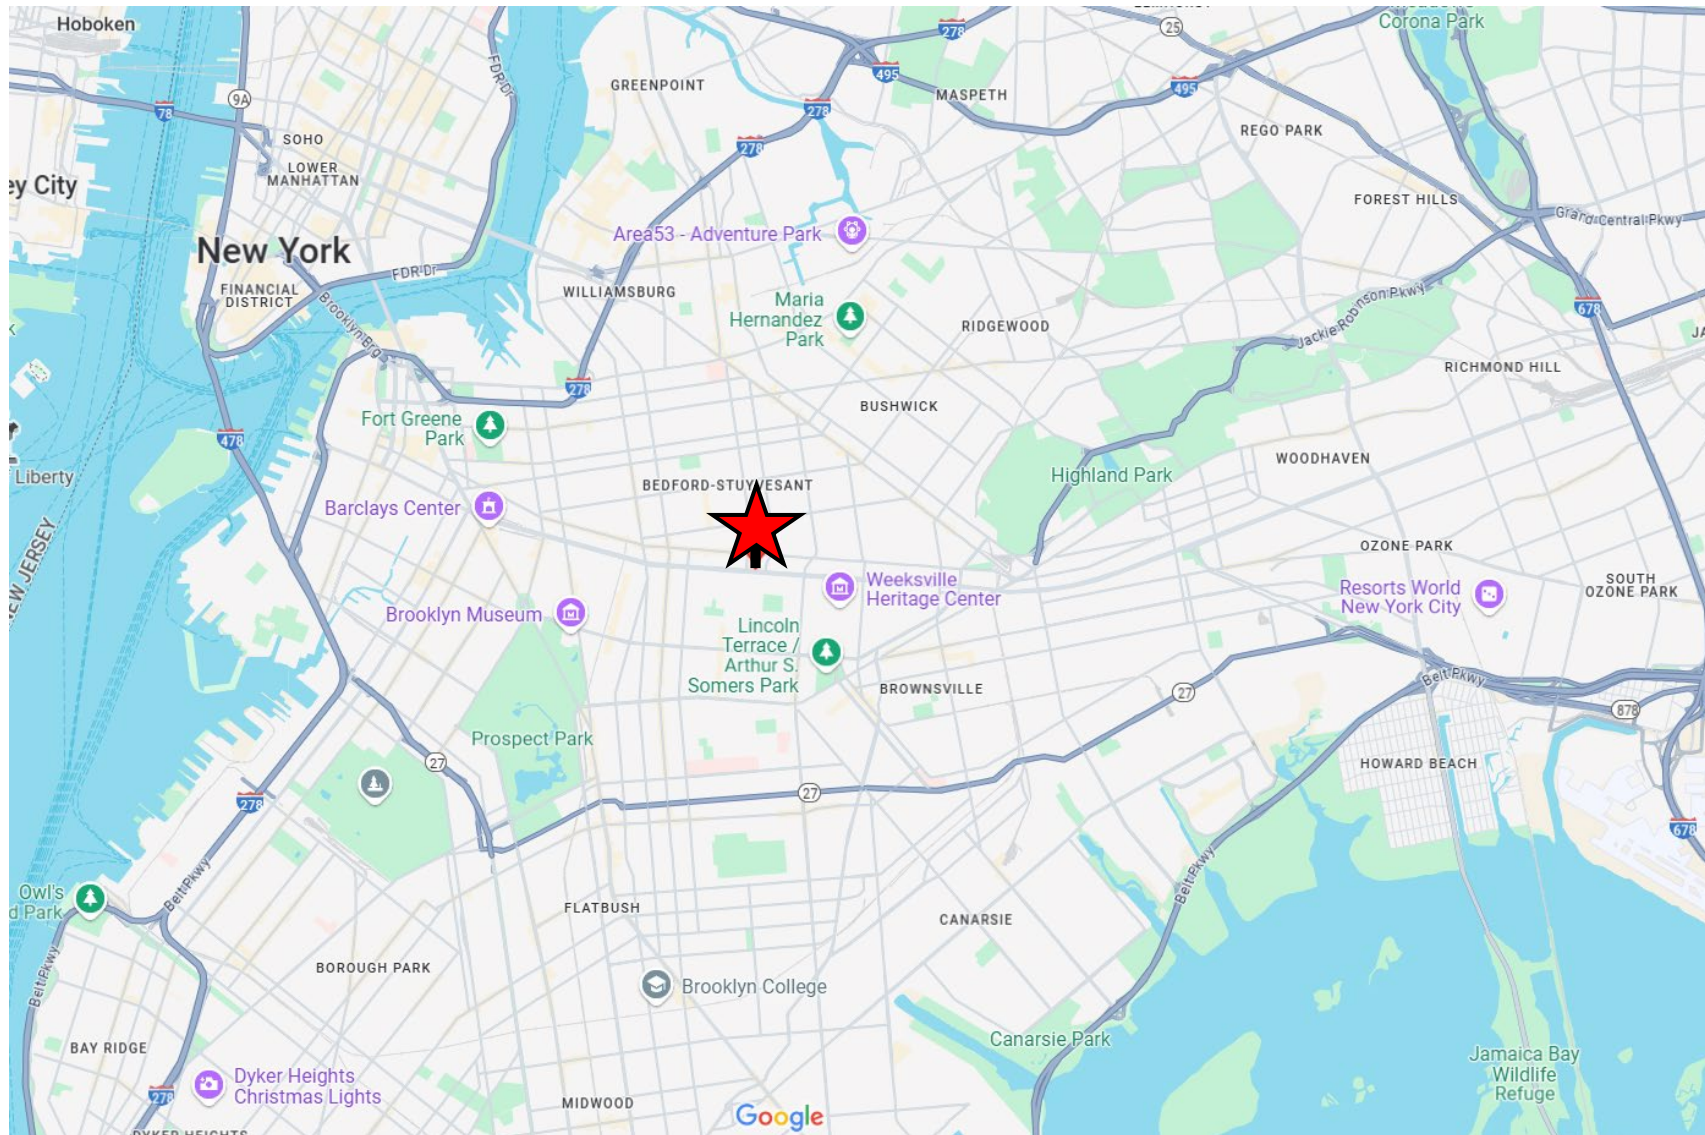 Hoboken
25
Corona Park
278
FDR Dr
495
GREENPOINT
495
MASPETH
9A
78
278
REGO PARK
SOHO
278
LOWER
MANHATTAN
ey City
FOREST HILLS
Grand Central Pkwy
Area53 - Adventure Park
New York
FDR Dr
WILLIAMSBURG
FINANCIAL
DISTRICT
Brooklyn Brg
Maria
Hernandez
Park
Jackie Robinson Pkwy
678
RIDGEWOOD
JA
RICHMOND HILL
278
BUSHWICK
Fort Greene
Park
478
WOODHAVEN
Liberty
Highland Park
BEDFORD-STUYVESANT
Barclays Center
NEW JERSEY
OZONE PARK
Weeksville
Heritage Center
Resorts World
New York City
SOUTH
OZONE PARK
Brooklyn Museum
Lincoln
Terrace /
Arthur S.
Somers Park
BROWNSVILLE
27
Belt Pkwy
878
Prospect Park
27
HOWARD BEACH
27
278
678
Belt Pkwy
Belt Pkwy
Owl's
d Park
FLATBUSH
CANARSIE
Belt Pkwy
BOROUGH PARK
Brooklyn College
Canarsie Park
BAY RIDGE
Jamaica Bay
Wildlife
Refuge
Dyker Heights
Christmas Lights
278
MIDWOOD
Google
DYKER HEIGHTS